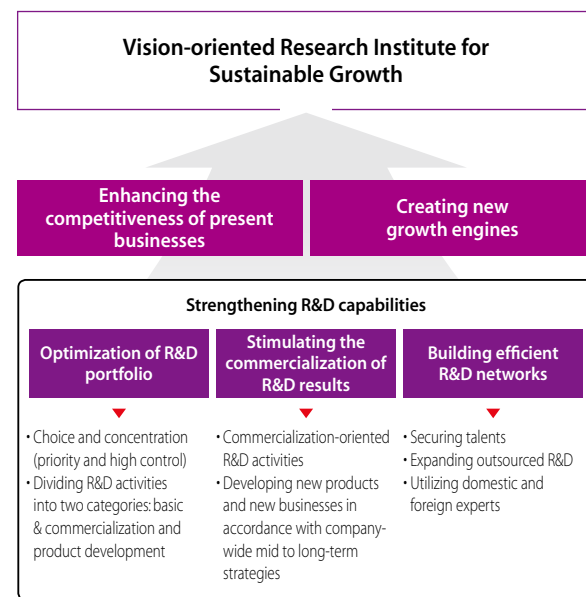 Vision-oriented Research Institute for
Sustainable Growth
Enhancing the
competitiveness of present
businesses
Creating new
growth engines
Strengthening R&D capabilities
Optimization of R&D
portfolio
Stimulating the
commercialization of
R&D results
Building efficient
R&D networks
• Choice and concentration
(priority and high control)
• Dividing R&D activities
into two categories: basic
& commercialization and
product development
• Commercialization-oriented
R&D activities
• Developing new products
and new businesses in
accordance with company-
wide mid to long-term
strategies
• Securing talents
• Expanding outsourced R&D
• Utilizing domestic and
foreign experts